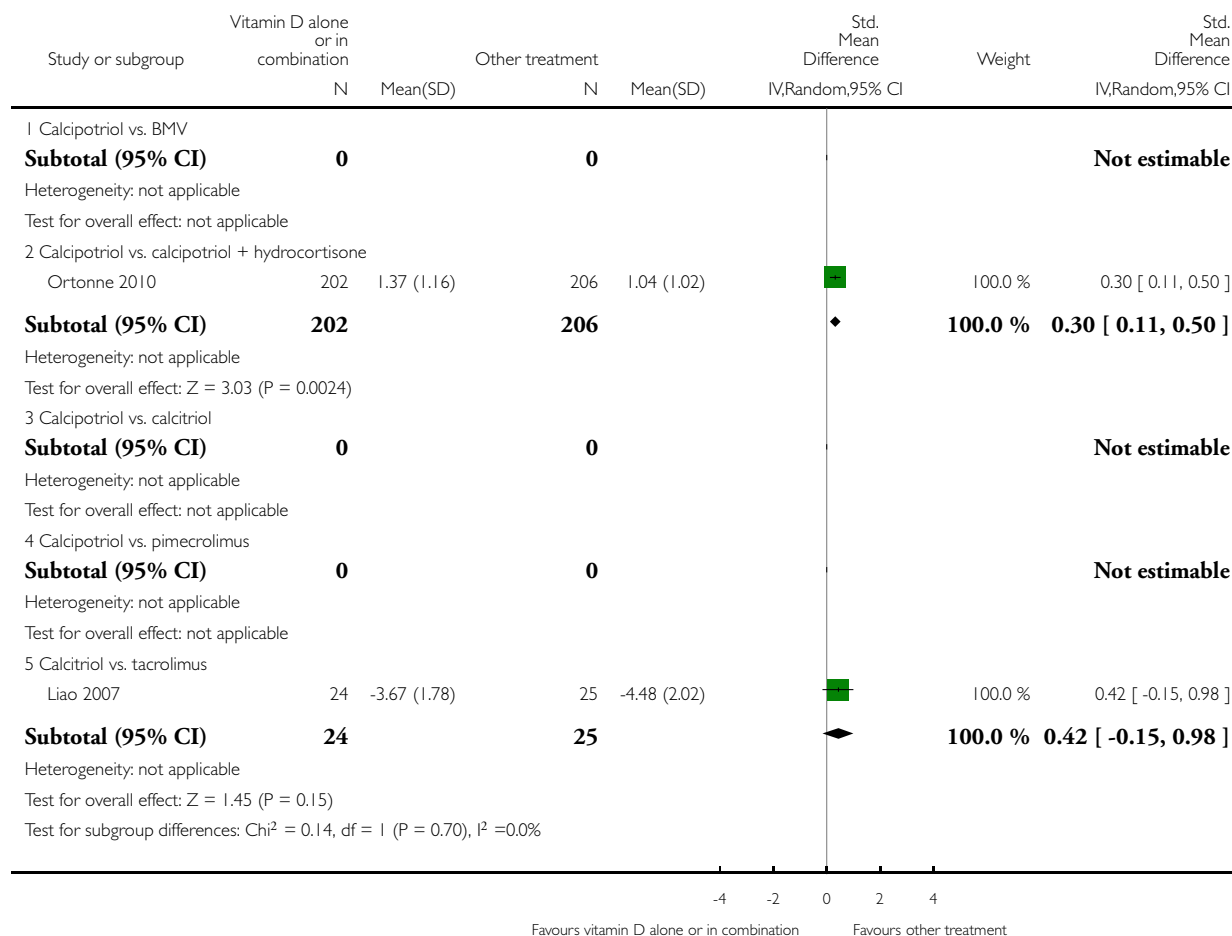 Study or subgroup Vitamin D alone or in combination Other treatment Std. Mean Difference Weight Std. Mean Difference
N Mean(SD) N Mean(SD) IV,Random,95% CI IV,Random,95% CI
1 Calcipotriol vs. BMV
Subtotal (95% CI) 0 0 Not estimable
Heterogeneity: not applicable
Test for overall effect: not applicable
2 Calcipotriol vs. calcipotriol + hydrocortisone
Ortonne 2010 202 1.37 (1.16) 206 1.04 (1.02) 100.0 % 0.30 [ 0.11, 0.50 ]
Subtotal (95% CI) 202 206 100.0 % 0.30 [ 0.11, 0.50 ]
Heterogeneity: not applicable
Test for overall effect: Z = 3.03 (P = 0.0024)
3 Calcipotriol vs. calcitriol
Subtotal (95% CI) 0 0 Not estimable
Heterogeneity: not applicable
Test for overall effect: not applicable
4 Calcipotriol vs. pimecrolimus
Subtotal (95% CI) 0 0 Not estimable
Heterogeneity: not applicable
Test for overall effect: not applicable
5 Calcitriol vs. tacrolimus
Liao 2007 24 -3.67 (1.78) 25 -4.48 (2.02) 100.0 % 0.42 [ -0.15, 0.98 ]
Subtotal (95% CI) 24 25 100.0 % 0.42 [ -0.15, 0.98 ]
Heterogeneity: not applicable
Test for overall effect: Z = 1.45 (P = 0.15)
Test for subgroup differences: Chi² = 0.14, df = 1 (P = 0.70), I² =0.0%
-4 -2 0 2 4
Favours vitamin D alone or in combination Favours other treatment